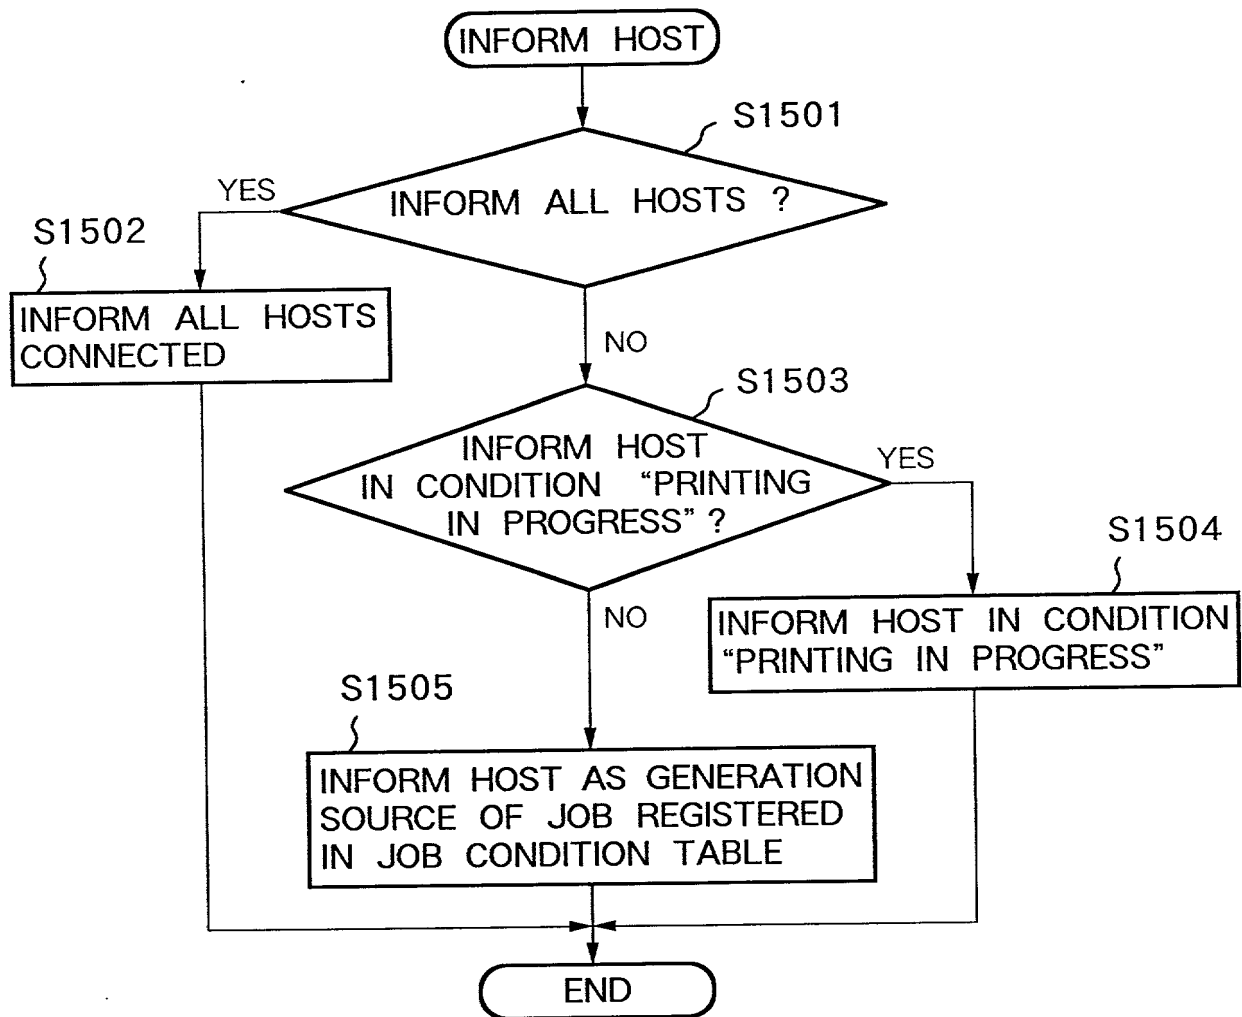 INFORM HOST
S1501
INFORM ALL HOSTS ?
YES
S1502
INFORM ALL HOSTS
CONNECTED
NO
S1503
INFORM HOST
IN CONDITION “PRINTING
IN PROGRESS” ?
YES
S1504
INFORM HOST IN CONDITION
“PRINTING IN PROGRESS”
NO
S1505
INFORM HOST AS GENERATION
SOURCE OF JOB REGISTERED
IN JOB CONDITION TABLE
END